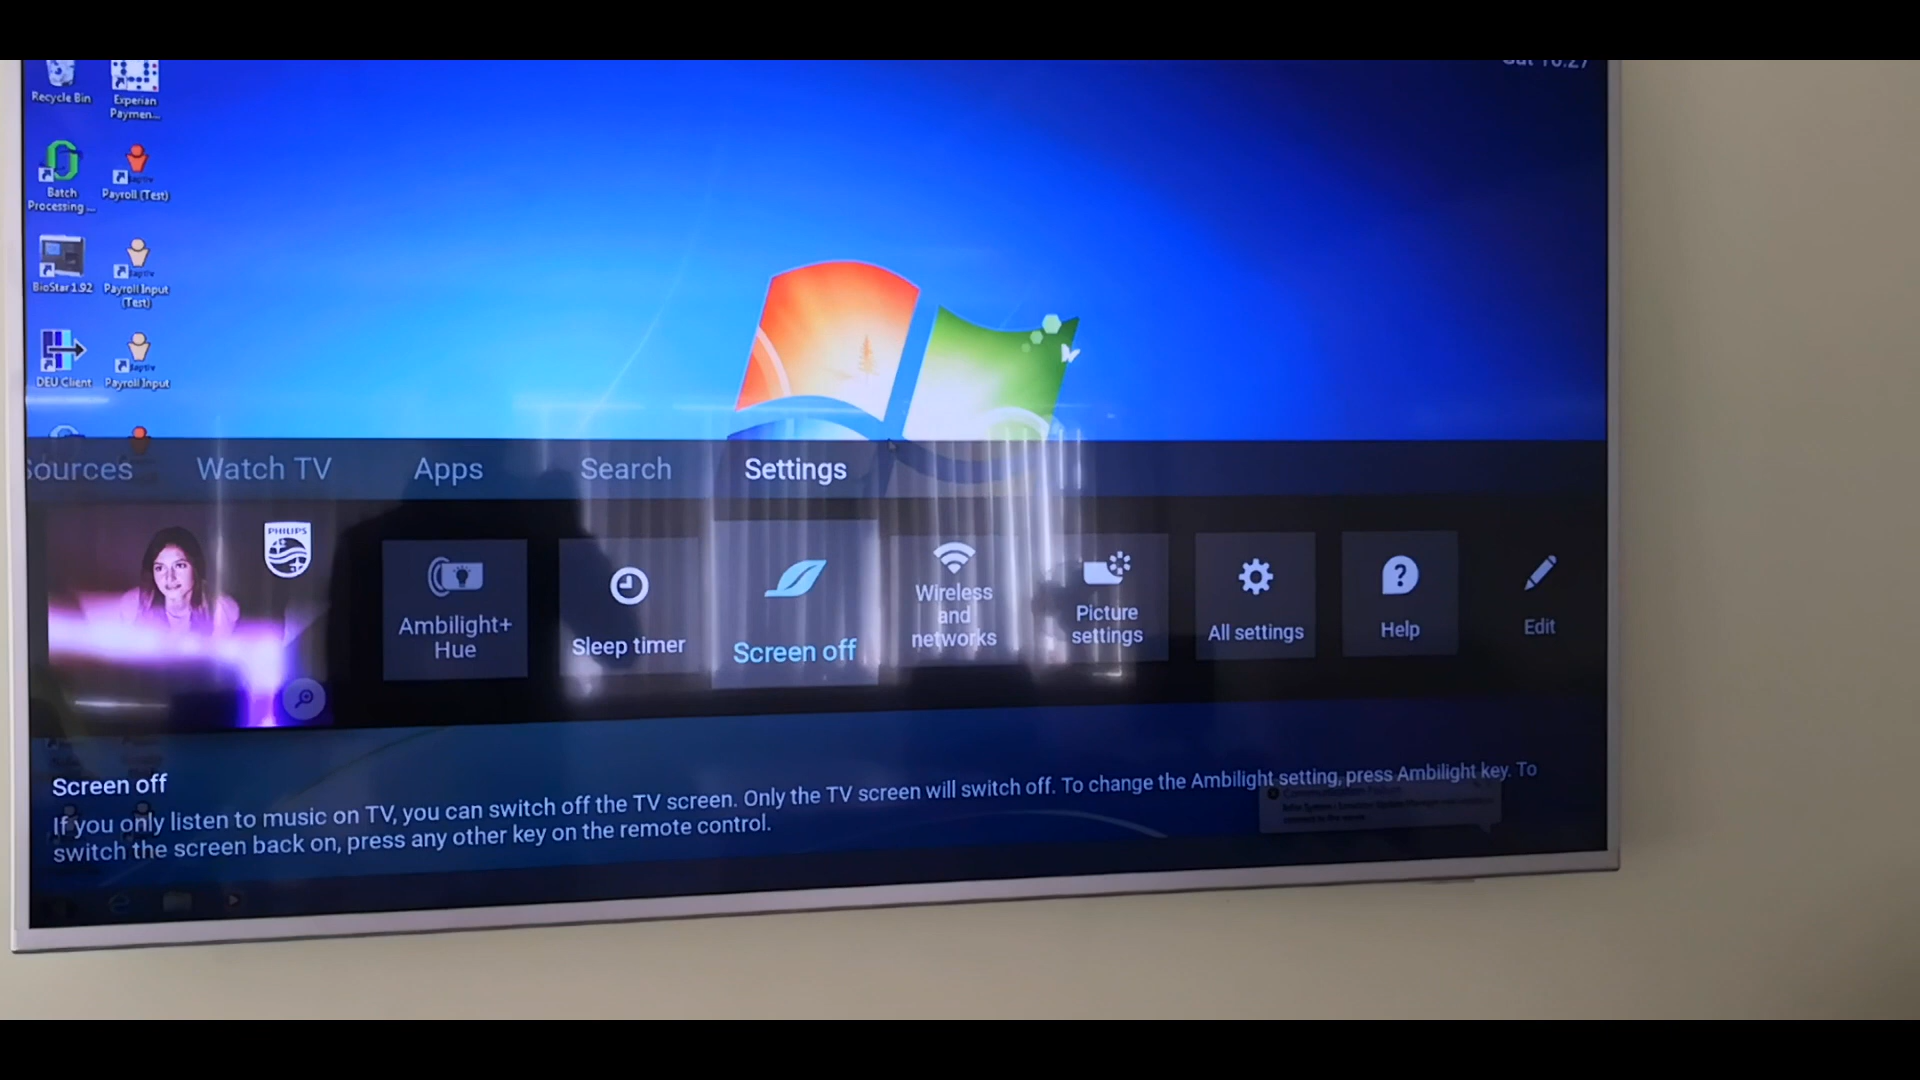 Recycle Bin
Experian
Paymen...
Batch
Processing ...
Payroll (Test)
BioStar 1.92
Payroll Input
(Test)
DEU Client
Payroll Input
Sources
Watch TV
Apps
Search
Settings
PHILIPS
Ambilight+
Hue
Sleep timer
Screen off
Wireless
and
networks
Picture
settings
All settings
?
Help
Edit
Screen off
If you only listen to music on TV, you can switch off the TV screen. Only the TV screen will switch off. To change the Ambilight setting, press Ambilight key. To
switch the screen back on, press any other key on the remote control.